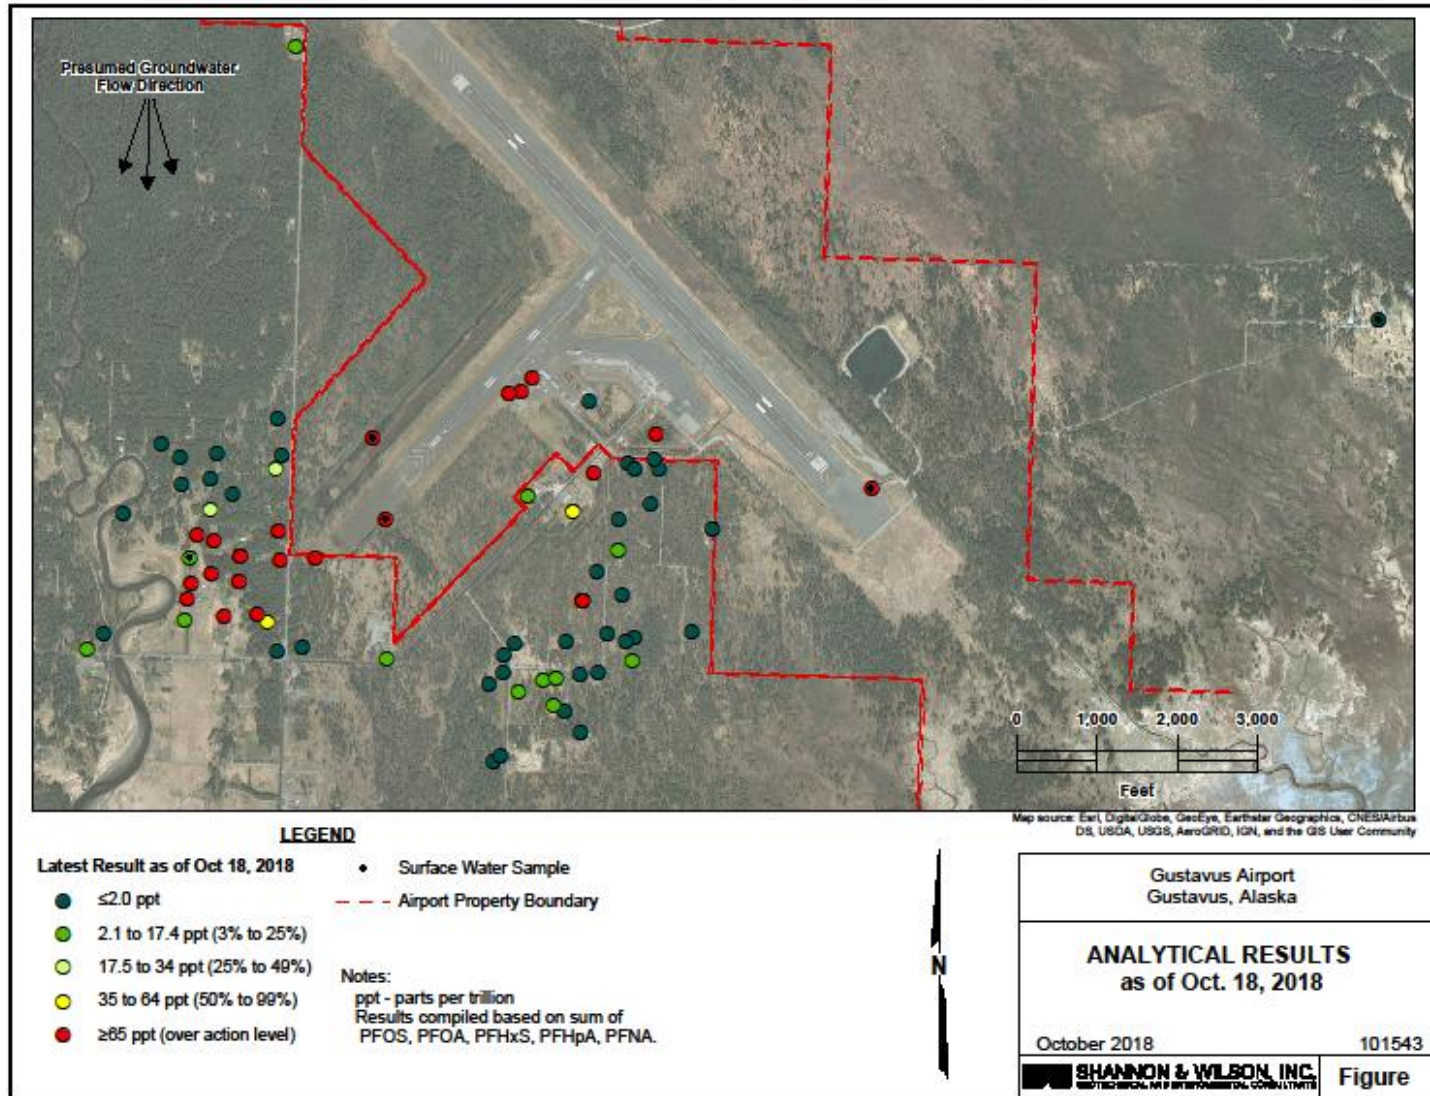 Presumed Groundwater
Flow Direction
0 1,000 2,000 3,000
Feet
Map source: Esri, DigitalGlobe, GeoEye, Earthstar Geographics, CNES/Airbus
DS, USDA, USGS, AeroGRID, IGN, and the GIS User Community
LEGEND
Latest Result as of Oct 18, 2018
≤2.0 ppt
2.1 to 17.4 ppt (3% to 25%)
17.5 to 34 ppt (25% to 49%)
35 to 64 ppt (50% to 99%)
≥65 ppt (over action level)
Surface Water Sample
Airport Property Boundary
Notes:
ppt - parts per trillion
Results compiled based on sum of
PFOS, PFOA, PFHxS, PFHpA, PFNA.
N
Gustavus Airport
Gustavus, Alaska
ANALYTICAL RESULTS
as of Oct. 18, 2018
October 2018 101543
SHANNON & WILSON, INC.
GEOTECHNICAL AND ENVIRONMENTAL CONSULTANTS
Figure